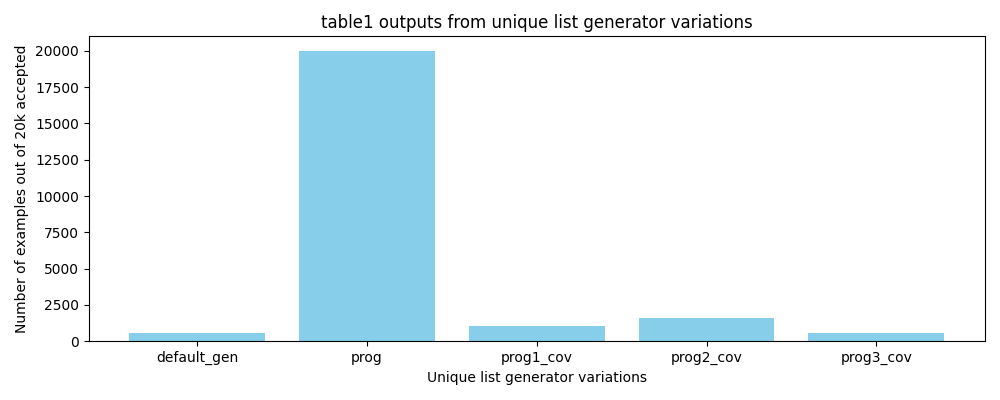 table1 outputs from unique list generator variations
Number of examples out of 20k accepted
20000
17500
15000
12500
10000
7500
5000
2500
0
default_gen
prog
prog1_cov
prog2_cov
prog3_cov
Unique list generator variations